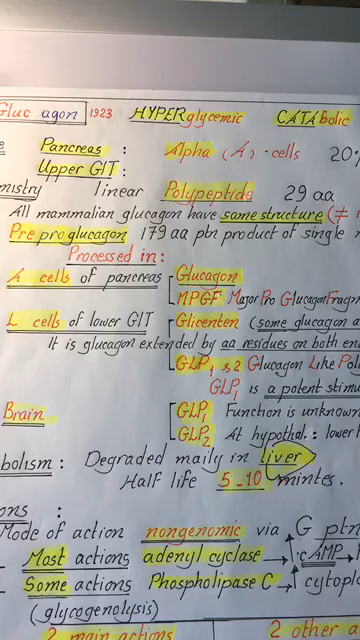 Glucagon 1923 HYPERglycemic CATAbolic
Pancreas : Alpha (A) - cells 20%
Upper GIT :
mistry linear Polypeptide 29 aa
All mammalian glucagon have same structure (≠
Preproglucagon 179 aa ptn product of single
Processed in:
A cells of pancreas Glucagon
MPGF Major Pro Glucagon Fragm
L cells of lower GIT Glicenten (some glucagon a
It is glucagon extended by aa residues on both en
GLP1 & 2 Glucagon Like Pol
GLP1 is a potent stimu
Brain GLP1 Function is unknown
GLP2 At hypothal.: lower
bolism : Degraded maily in liver
Half life 5_10 mintes.
ons :
Mode of action nongenomic via G ptn
Most actions adenyl cyclase → ↑cAMP →
Some actions Phospholipase C → ↑ cytopl
(glycogenolysis)
2 main actions 2 other a